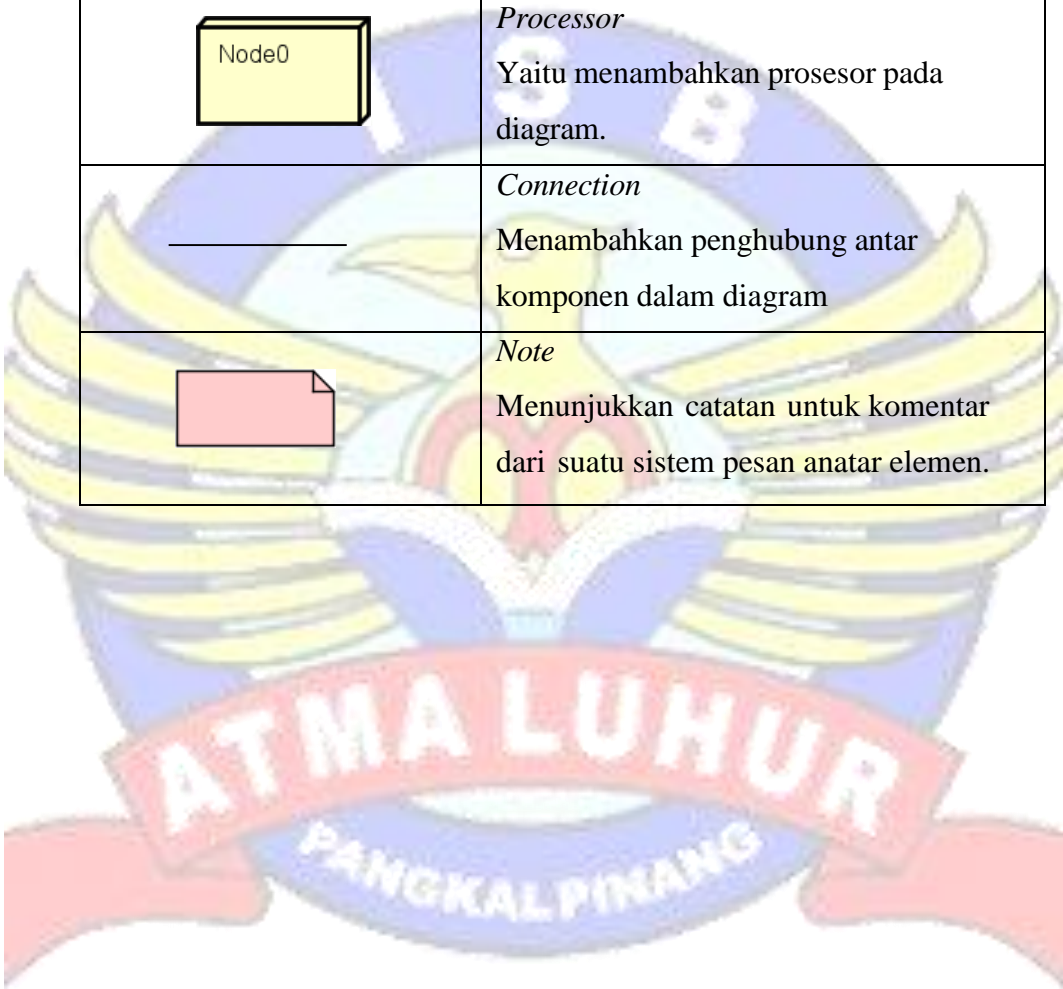 Node0
Processor
Yaitu menambahkan prosesor pada
diagram.
Connection
Menambahkan penghubung antar
komponen dalam diagram
Note
Menunjukkan catatan untuk komentar
dari suatu sistem pesan anatar elemen.
I S B
ATMA LUHUR
PANGKALPINANG